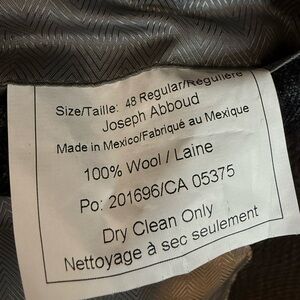 Size/Taille: 48 Regular/Régulière
Joseph Abboud
Made in Mexico/Fabriqué au Mexique
100% Wool / Laine
Po: 201696/CA 05375
Dry Clean Only
Nettoyage à sec seulement